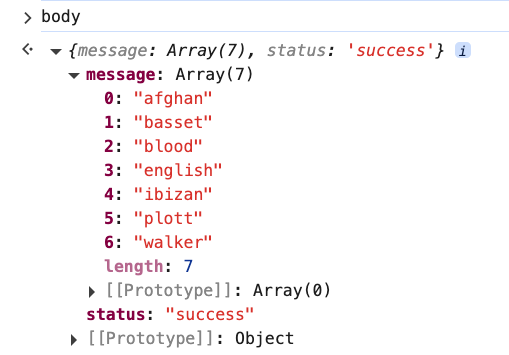 > body
{message: Array(7), status: 'success'} i
message: Array(7)
0: "afghan"
1: "basset"
2: "blood"
3: "english"
4: "ibizan"
5: "plott"
6: "walker"
length: 7
[[Prototype]]: Array(0)
status: "success"
[[Prototype]]: Object